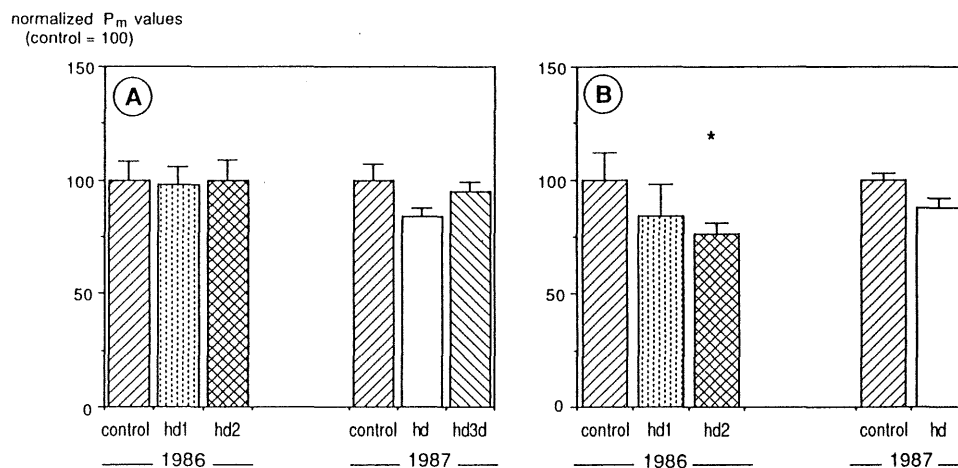 normalized Pm values
(control = 100)
150
100
50
0
A
control hd1 hd2 control hd hd3d
1986 1987
150
100
50
0
B
*
control hd1 hd2 control hd
1986 1987